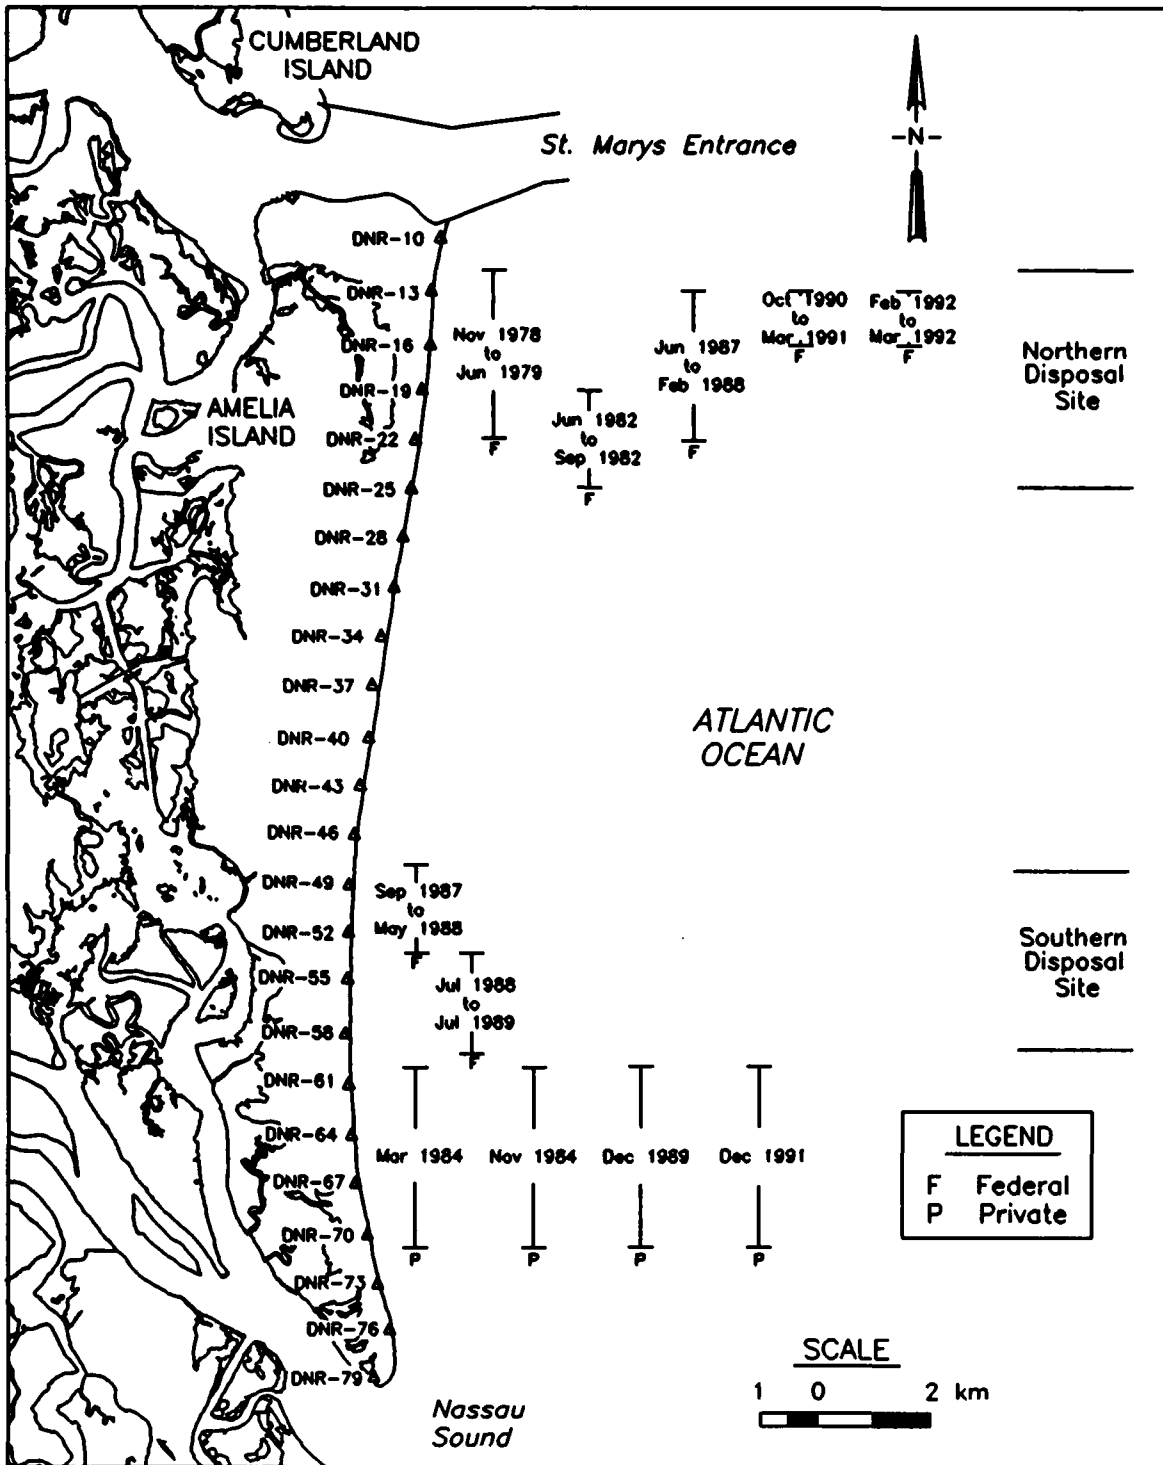 CUMBERLAND
ISLAND
St. Marys Entrance
-N-
DNR-10
DNR-13
DNR-16
DNR-19
DNR-22
DNR-25
DNR-28
DNR-31
DNR-34
DNR-37
DNR-40
DNR-43
DNR-46
DNR-49
DNR-52
DNR-55
DNR-58
DNR-61
DNR-64
DNR-67
DNR-70
DNR-73
DNR-76
DNR-79
AMELIA
ISLAND
Nov 1978
to
Jun 1979
F
Jun 1982
to
Sep 1982
F
Jun 1987
to
Feb 1988
F
Oct 1990
to
Mar 1991
F
Feb 1992
to
Mar 1992
F
Northern
Disposal
Site
ATLANTIC
OCEAN
Sep 1987
to
May 1988
F
Jul 1988
to
Jul 1989
F
Southern
Disposal
Site
Mar 1984
P
Nov 1984
P
Dec 1989
P
Dec 1991
P
LEGEND
F Federal
P Private
SCALE
1 0 2 km
Nassau
Sound